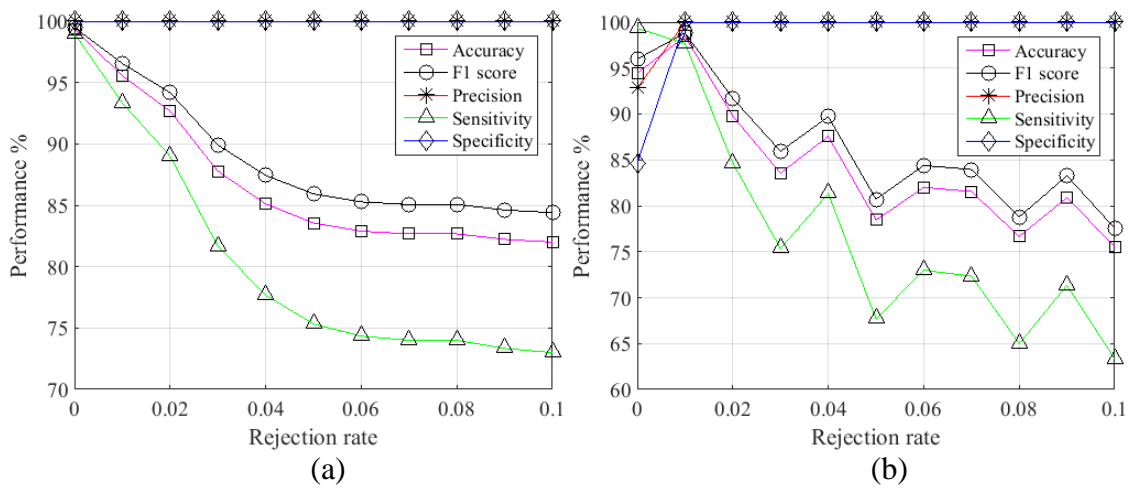 100
95
90
85
80
75
70
Performance %
0
0.02
0.04
0.06
0.08
0.1
Rejection rate
Accuracy
F1 score
Precision
Sensitivity
Specificity
(a)
100
95
90
85
80
75
70
65
60
Performance %
0
0.02
0.04
0.06
0.08
0.1
Rejection rate
Accuracy
F1 score
Precision
Sensitivity
Specificity
(b)